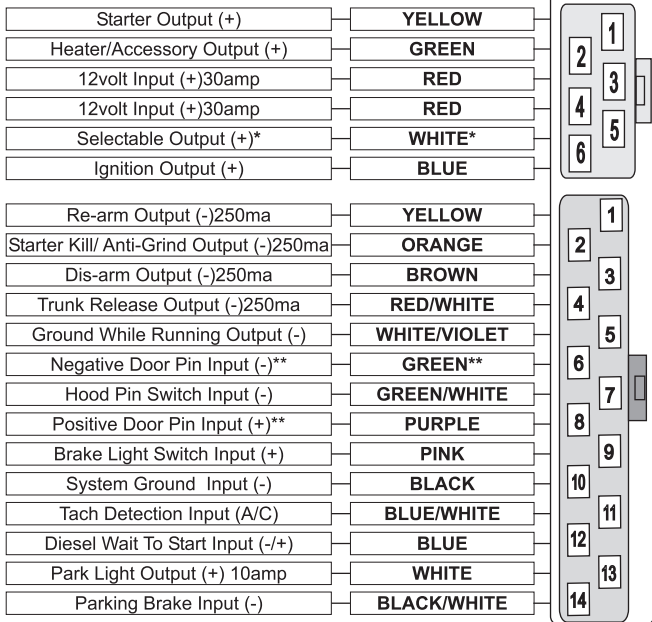 Starter Output (+) YELLOW 1
Heater/Accessory Output (+) GREEN 2
12volt Input (+)30amp RED 3
12volt Input (+)30amp RED 4
Selectable Output (+)* WHITE* 5
Ignition Output (+) BLUE 6
Re-arm Output (-)250ma YELLOW 1
Starter Kill/ Anti-Grind Output (-)250ma ORANGE 2
Dis-arm Output (-)250ma BROWN 3
Trunk Release Output (-)250ma RED/WHITE 4
Ground While Running Output (-) WHITE/VIOLET 5
Negative Door Pin Input (-)** GREEN** 6
Hood Pin Switch Input (-) GREEN/WHITE 7
Positive Door Pin Input (+)** PURPLE 8
Brake Light Switch Input (+) PINK 9
System Ground Input (-) BLACK 10
Tach Detection Input (A/C) BLUE/WHITE 11
Diesel Wait To Start Input (-/+) BLUE 12
Park Light Output (+) 10amp WHITE 13
Parking Brake Input (-) BLACK/WHITE 14